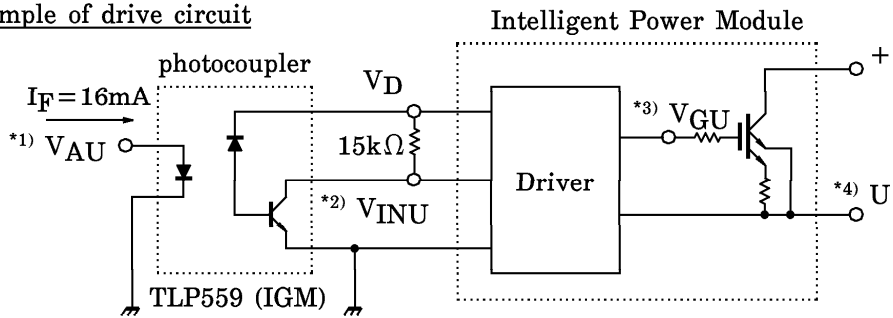 mple of drive circuit
Intelligent Power Module
photocoupler
IF=16mA
*1) VAU
VD
15kΩ
*2) VINU
Driver
*3) VGU
+
*4) U
TLP559 (IGM)